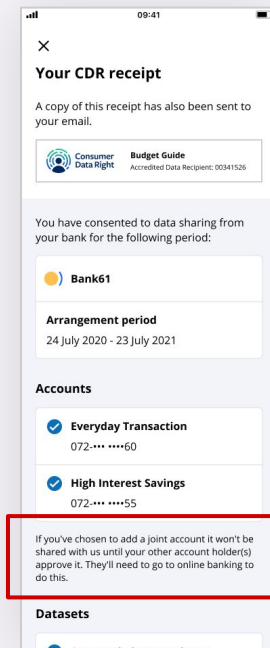 09:41
Your CDR receipt
A copy of this receipt has also been sent to
your email.
Consumer
Data Right
Budget Guide
Accredited Data Recipient: 00341526
You have consented to data sharing from
your bank for the following period:
Bank61
Arrangement period
24 July 2020 - 23 July 2021
Accounts
Everyday Transaction
072-••• ••••60
High Interest Savings
072-••• ••••55
If you've chosen to add a joint account it won't be
shared with us until your other account holder(s)
approve it. They'll need to go to online banking to
do this.
Datasets